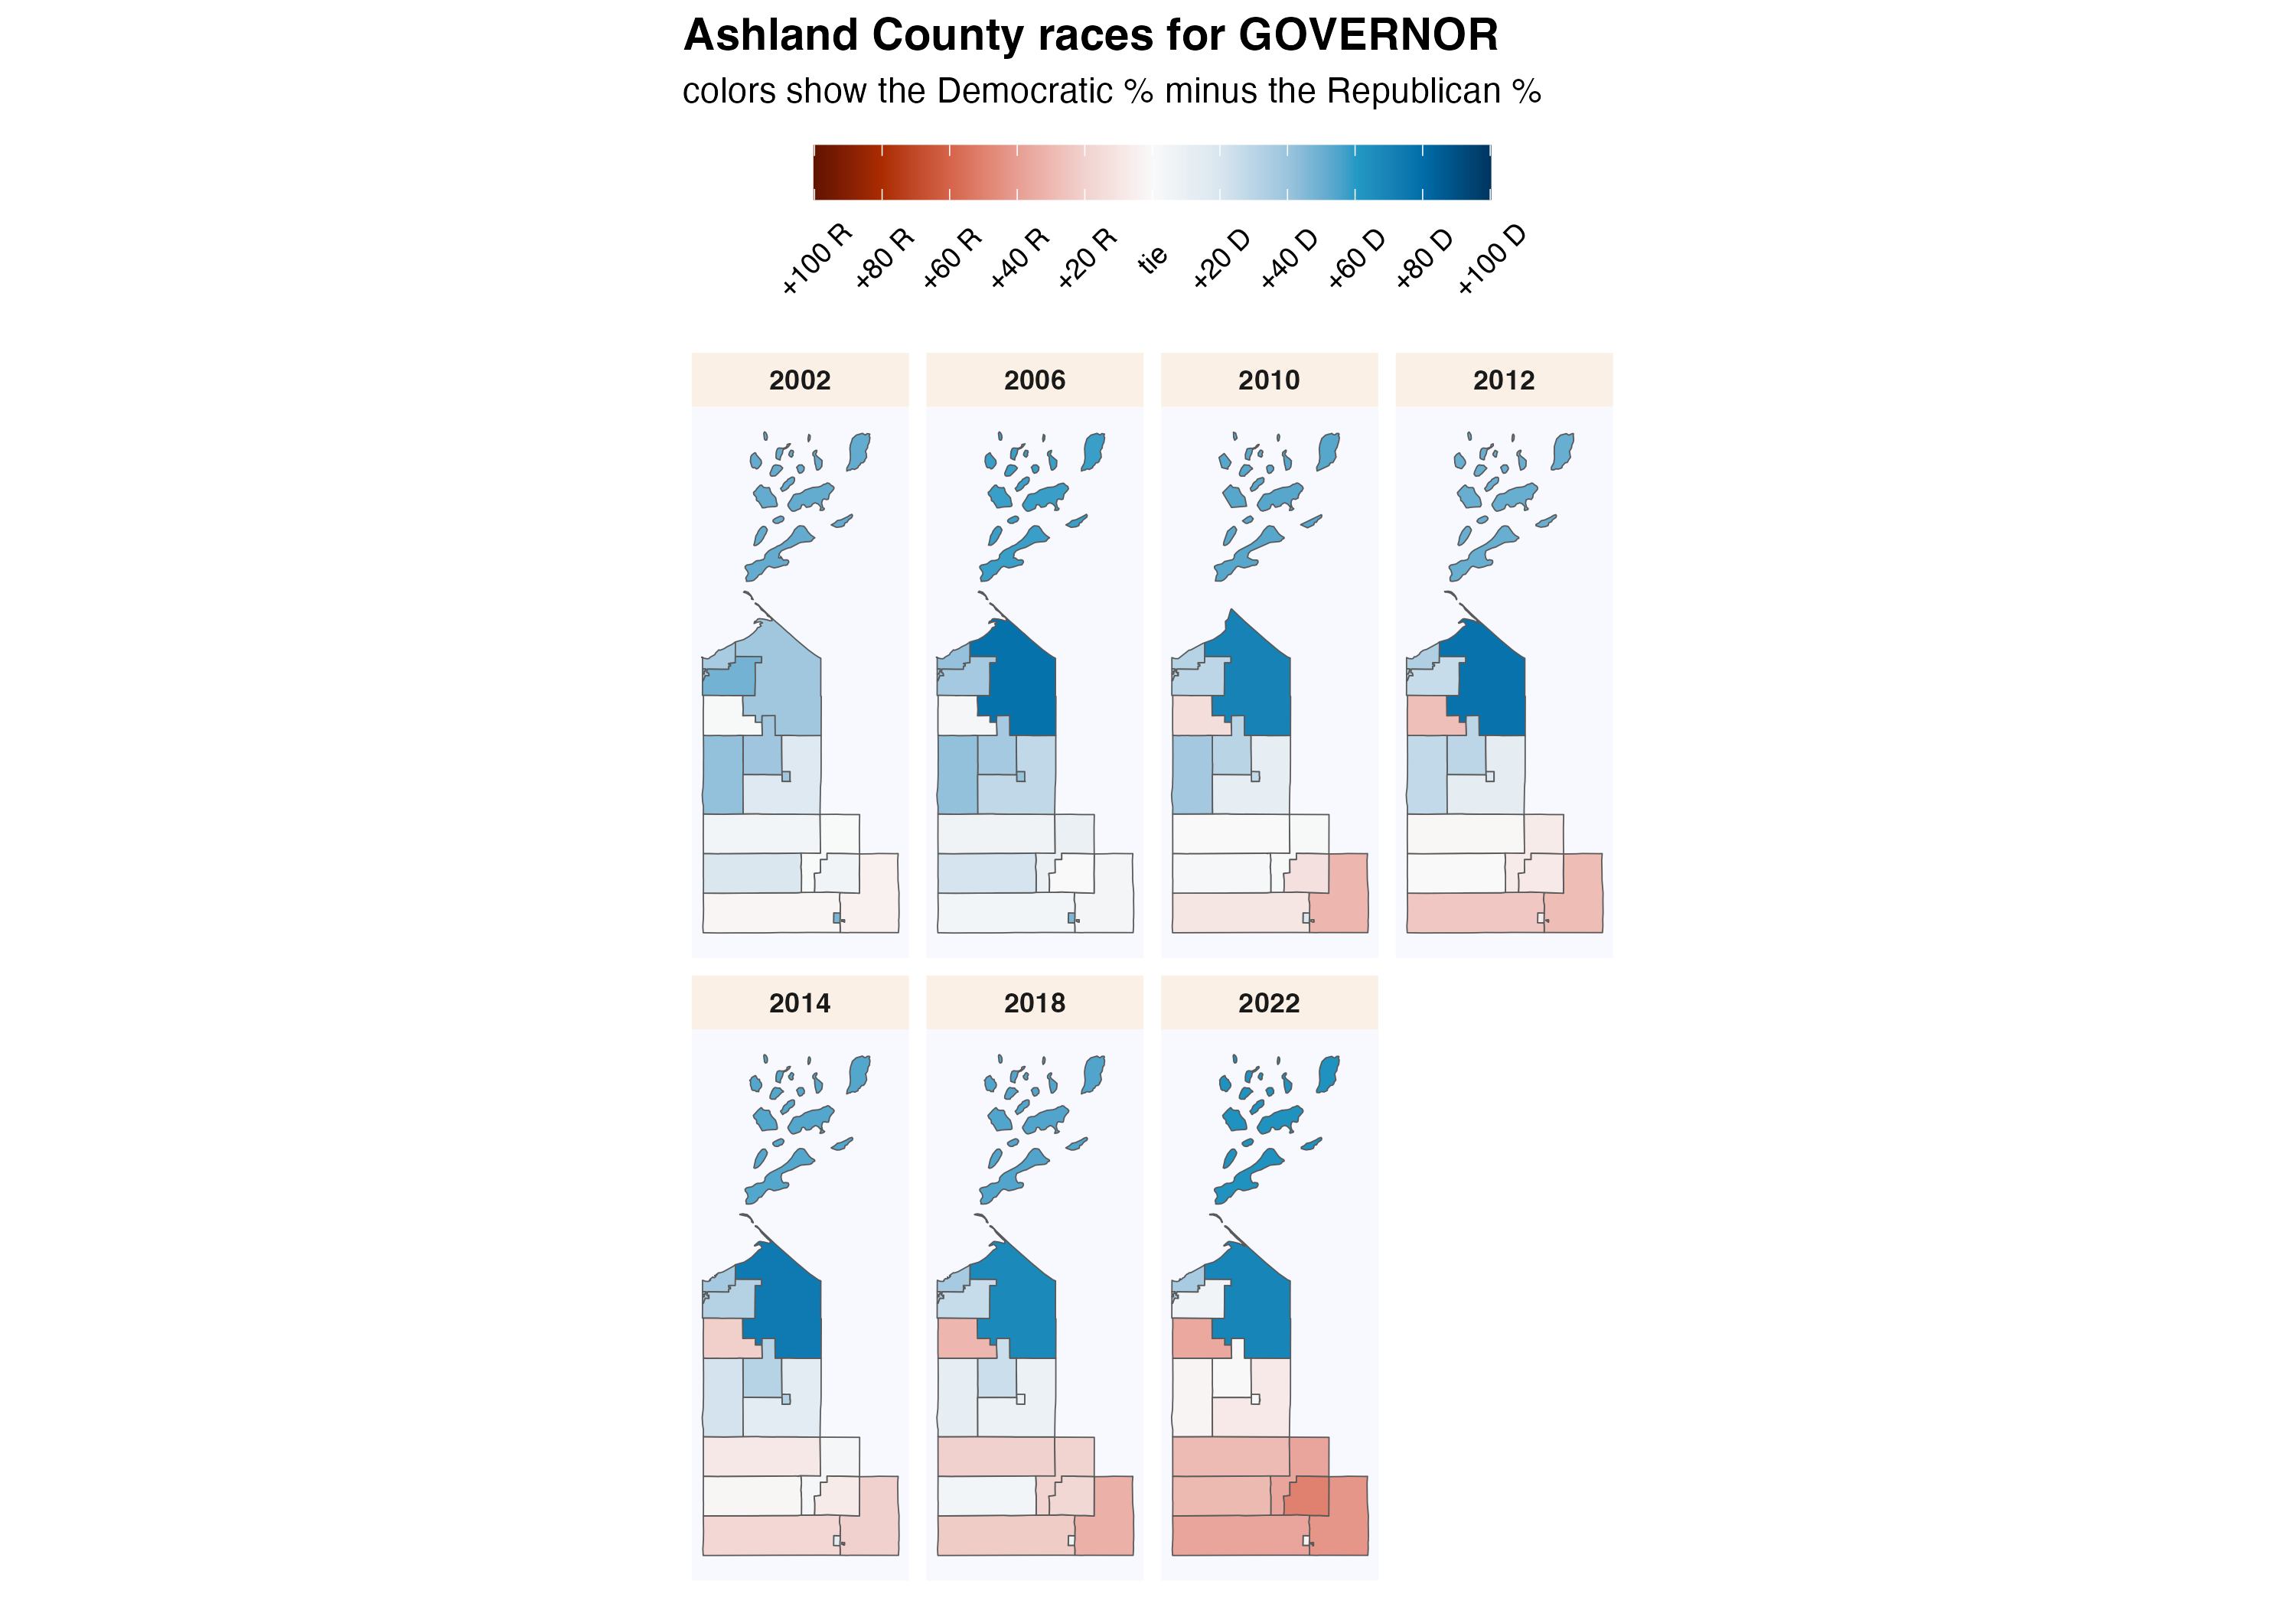 Ashland County races for GOVERNOR
colors show the Democratic % minus the Republican %
+100 R
+80 R
+60 R
+40 R
+20 R
tie
+20 D
+40 D
+60 D
+80 D
+100 D
2002
2006
2010
2012
2014
2018
2022